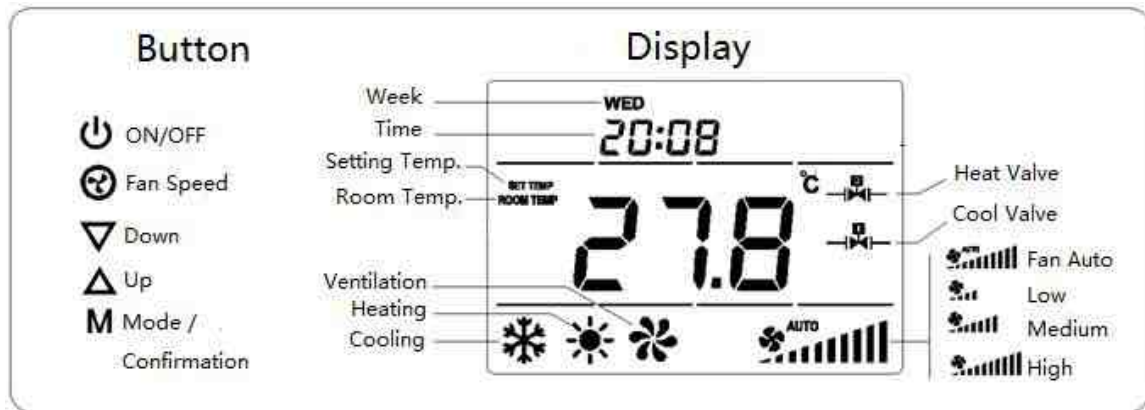 Button
Display
ON/OFF
Fan Speed
Down
Up
M Mode /
Confirmation
Week
Time
Setting Temp.
Room Temp.
Ventilation
Heating
Cooling
WED
20:08
SET TEMP
ROOM TEMP
27.8
°C
AUTO
Heat Valve
Cool Valve
AUTO
Fan Auto
Low
Medium
High